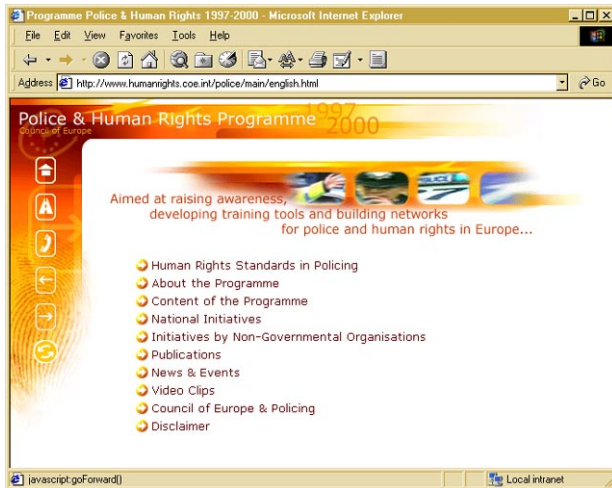 Programme Police & Human Rights 1997-2000 - Microsoft Internet Explorer
File Edit View Favorites Tools Help
Address http://www.humanrights.coe.int/police/main/english.html Go
1997
Police & Human Rights Programme
2000
Council of Europe
A
Aimed at raising awareness,
developing training tools and building networks
for police and human rights in Europe...
Human Rights Standards in Policing
About the Programme
Content of the Programme
National Initiatives
Initiatives by Non-Governmental Organisations
Publications
News & Events
Video Clips
Council of Europe & Policing
Disclaimer
javascript:goForward() Local intranet